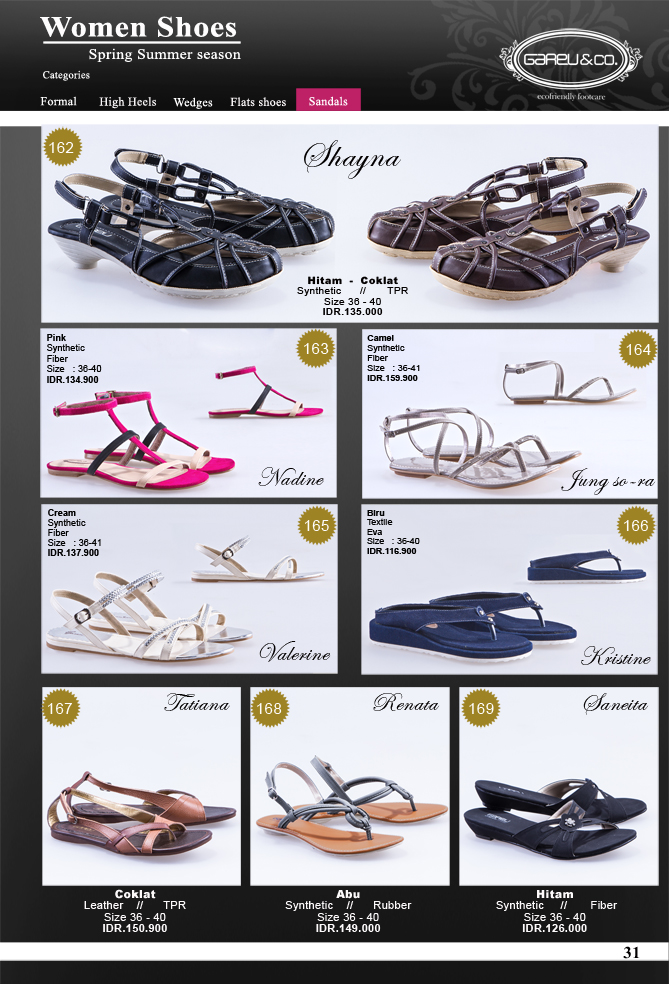 Women Shoes
Spring Summer season
Categories
Formal High Heels Wedges Flats shoes Sandals
GAREU & CO.
ecofriendly footcare
162
Shayna
Hitam - Coklat
Synthetic // TPR
Size 36 - 40
IDR.135.000
Pink
Synthetic
Fiber
Size : 36-40
IDR.134.900
163
Nadine
Camel
Synthetic
Fiber
Size : 36-41
IDR.159.900
164
Jung so-ra
Cream
Synthetic
Fiber
Size : 36-41
IDR.137.900
165
Valerine
Biru
Textile
Eva
Size : 36-40
IDR.116.900
166
Kristine
167
Tatiana
Coklat
Leather // TPR
Size 36 - 40
IDR.150.900
168
Renata
Abu
Synthetic // Rubber
Size 36 - 40
IDR.149.000
169
Saneita
Hitam
Synthetic // Fiber
Size 36 - 40
IDR.126.000
31